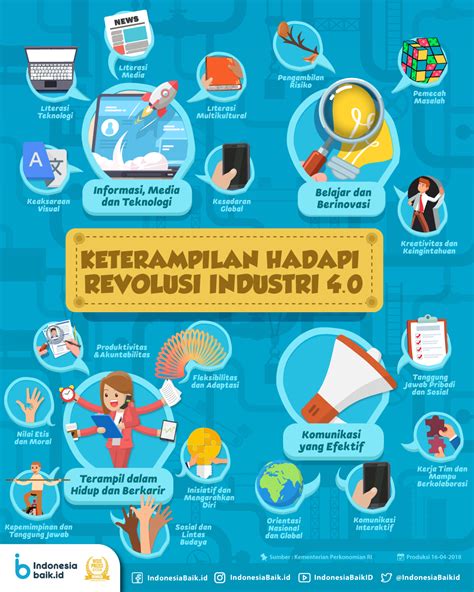 NEWS
Literasi
Media
Literasi
Teknologi
Literasi
Multikultural
Keaksaraan
Visual
Kesadaran
Global
Informasi, Media
dan Teknologi
Pengambilan
Risiko
Pemecah
Masalah
Kreativitas dan
Keingintahuan
Belajar dan
Berinovasi
KETERAMPILAN HADAPI
REVOLUSI INDUSTRI 4.0
Produktivitas
& Akuntabilitas
Fleksibilitas
dan Adaptasi
Nilai Etis
dan Moral
Terampil dalam
Hidup dan Berkarir
Inisiatif dan
Mengarahkan
Diri
Kepemimpinan dan
Tanggung Jawab
Sosial dan
Lintas
Budaya
Tanggung
Jawab Pribadi
dan Sosial
Komunikasi
yang Efektif
Kerja Tim dan
Mampu
Berkolaborasi
Orientasi
Nasional
dan Global
Komunikasi
Interaktif
Indonesia
baik.id
Sumber : Kementerian Perkonomian RI
Produksi 16-04-2018
IndonesiaBaik.id
IndonesiaBaik.id
IndonesiaBaikID
@IndonesiaBaikId